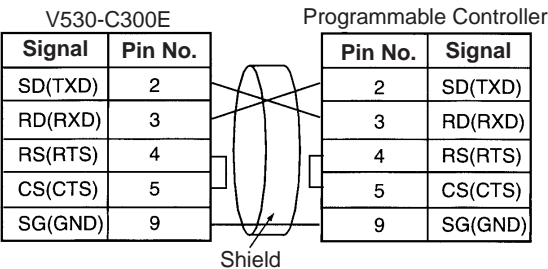 V530-C300E Programmable Controller
Signal Pin No. Pin No. Signal
SD(TXD) 2 2 SD(TXD)
RD(RXD) 3 3 RD(RXD)
RS(RTS) 4 4 RS(RTS)
CS(CTS) 5 5 CS(CTS)
SG(GND) 9 9 SG(GND)
Shield